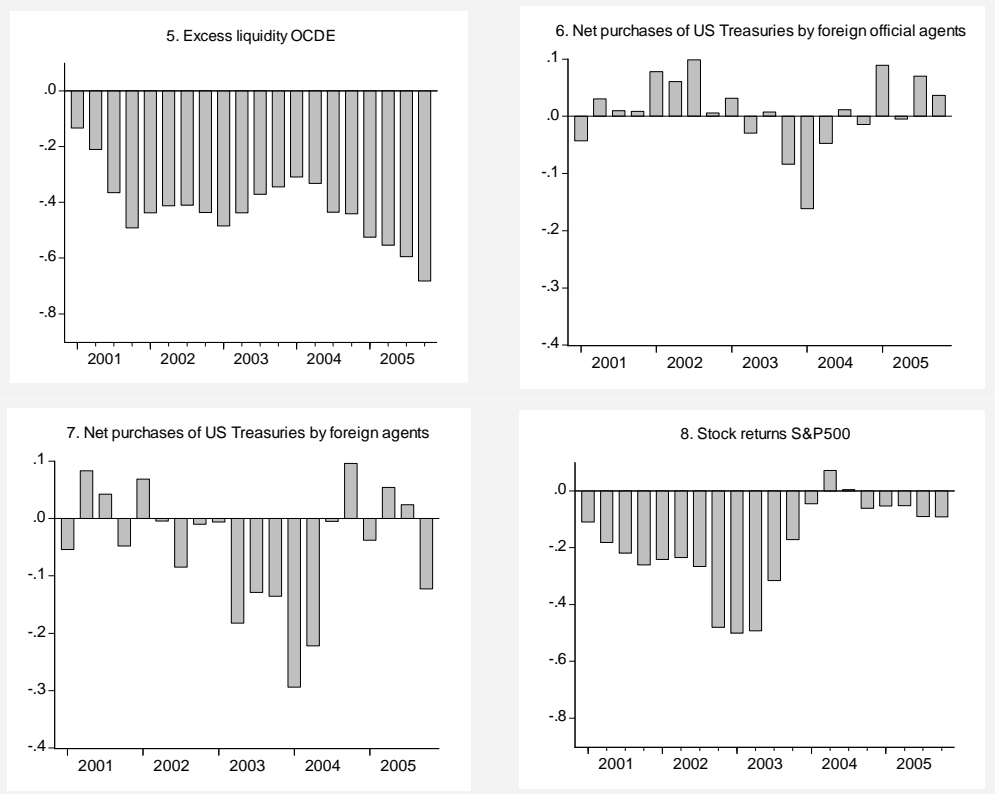 5. Excess liquidity OCDE
.0
-.2
-.4
-.6
-.8
2001 2002 2003 2004 2005
6. Net purchases of US Treasuries by foreign official agents
.1
.0
-.1
-.2
-.3
-.4
2001 2002 2003 2004 2005
7. Net purchases of US Treasuries by foreign agents
.1
.0
-.1
-.2
-.3
-.4
2001 2002 2003 2004 2005
8. Stock returns S&P500
.0
-.2
-.4
-.6
-.8
2001 2002 2003 2004 2005